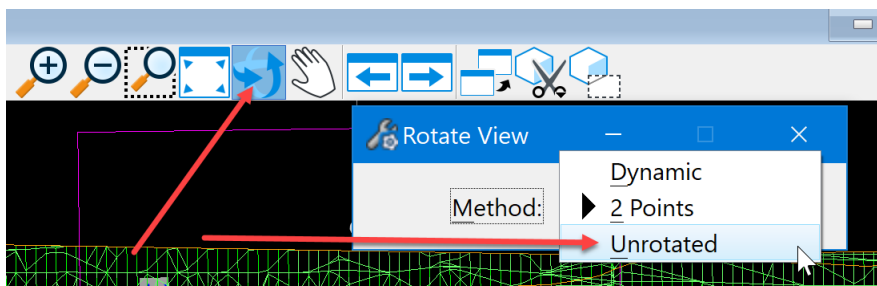 Rotate View
Dynamic
Method:
2 Points
Unrotated